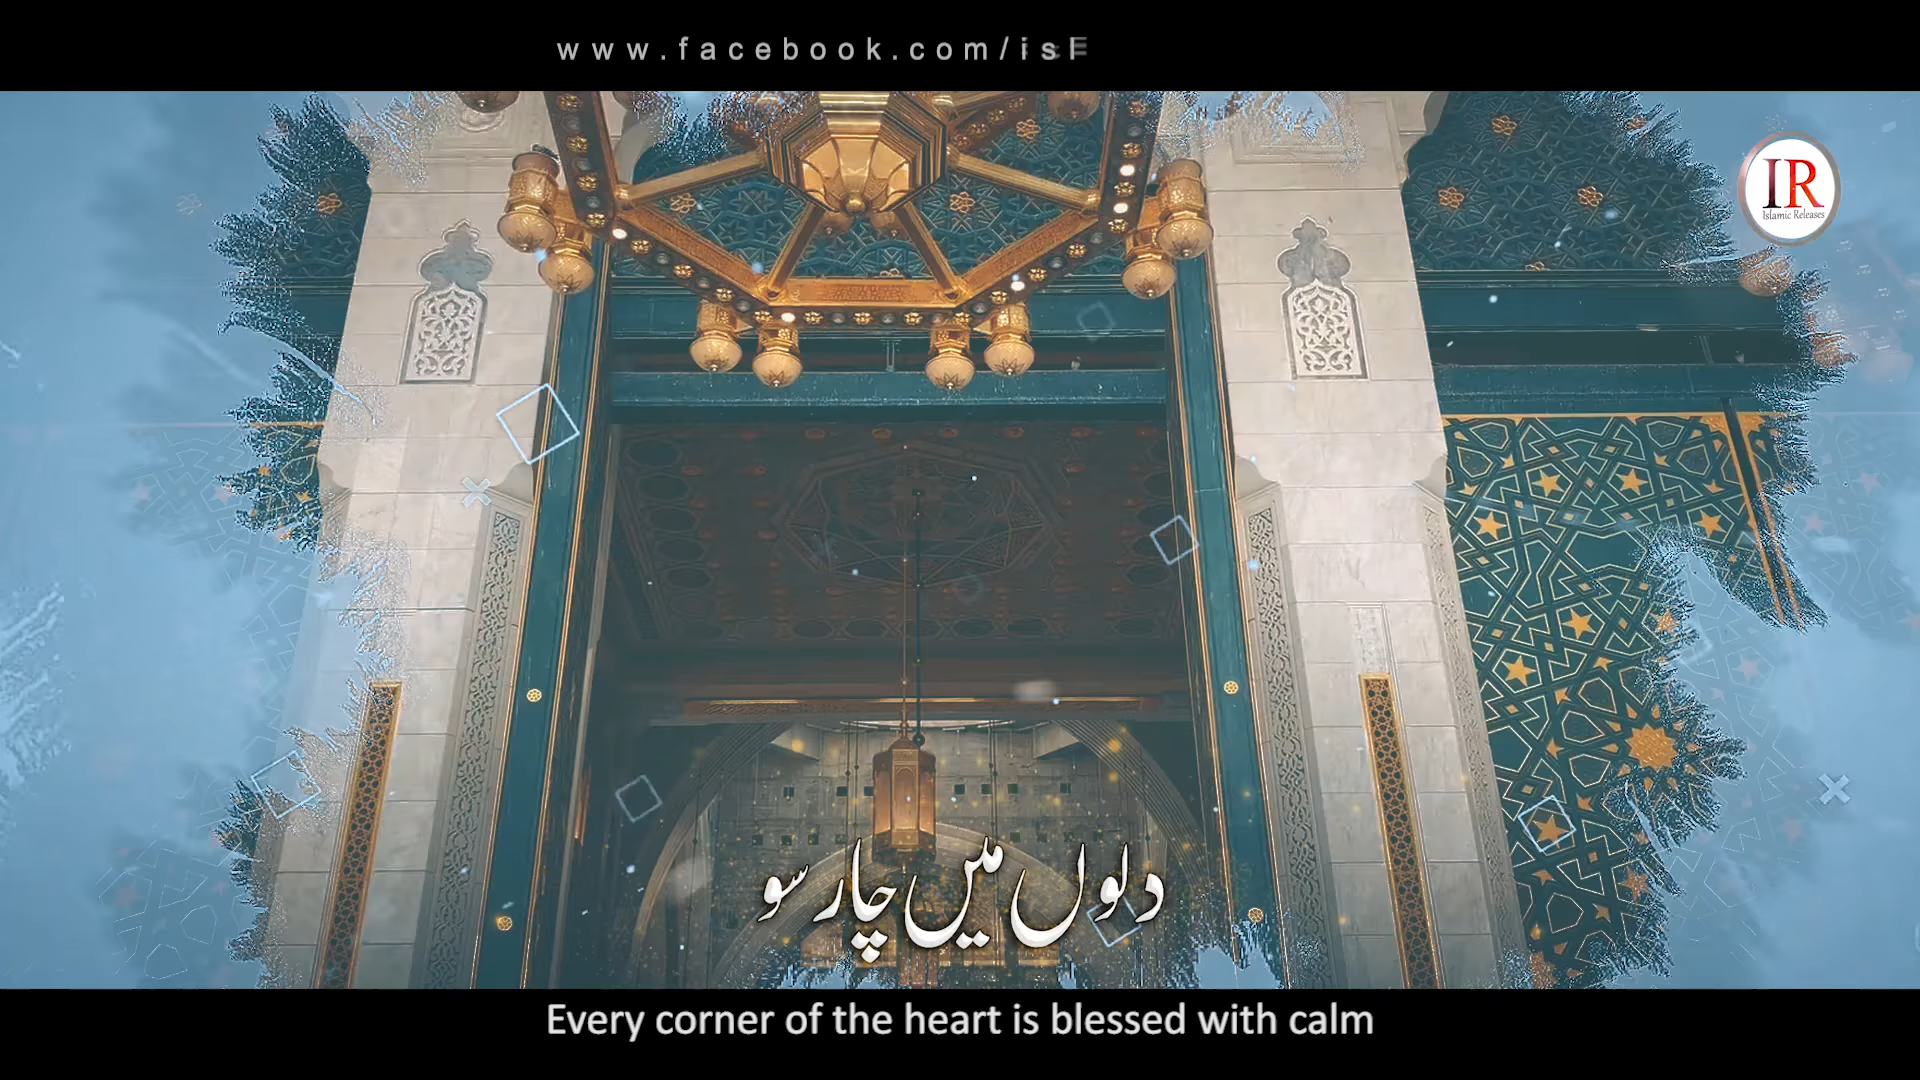 www.facebook.com/isR
IR
Islamic Releases
دلوں میں چار سو
Every corner of the heart is blessed with calm